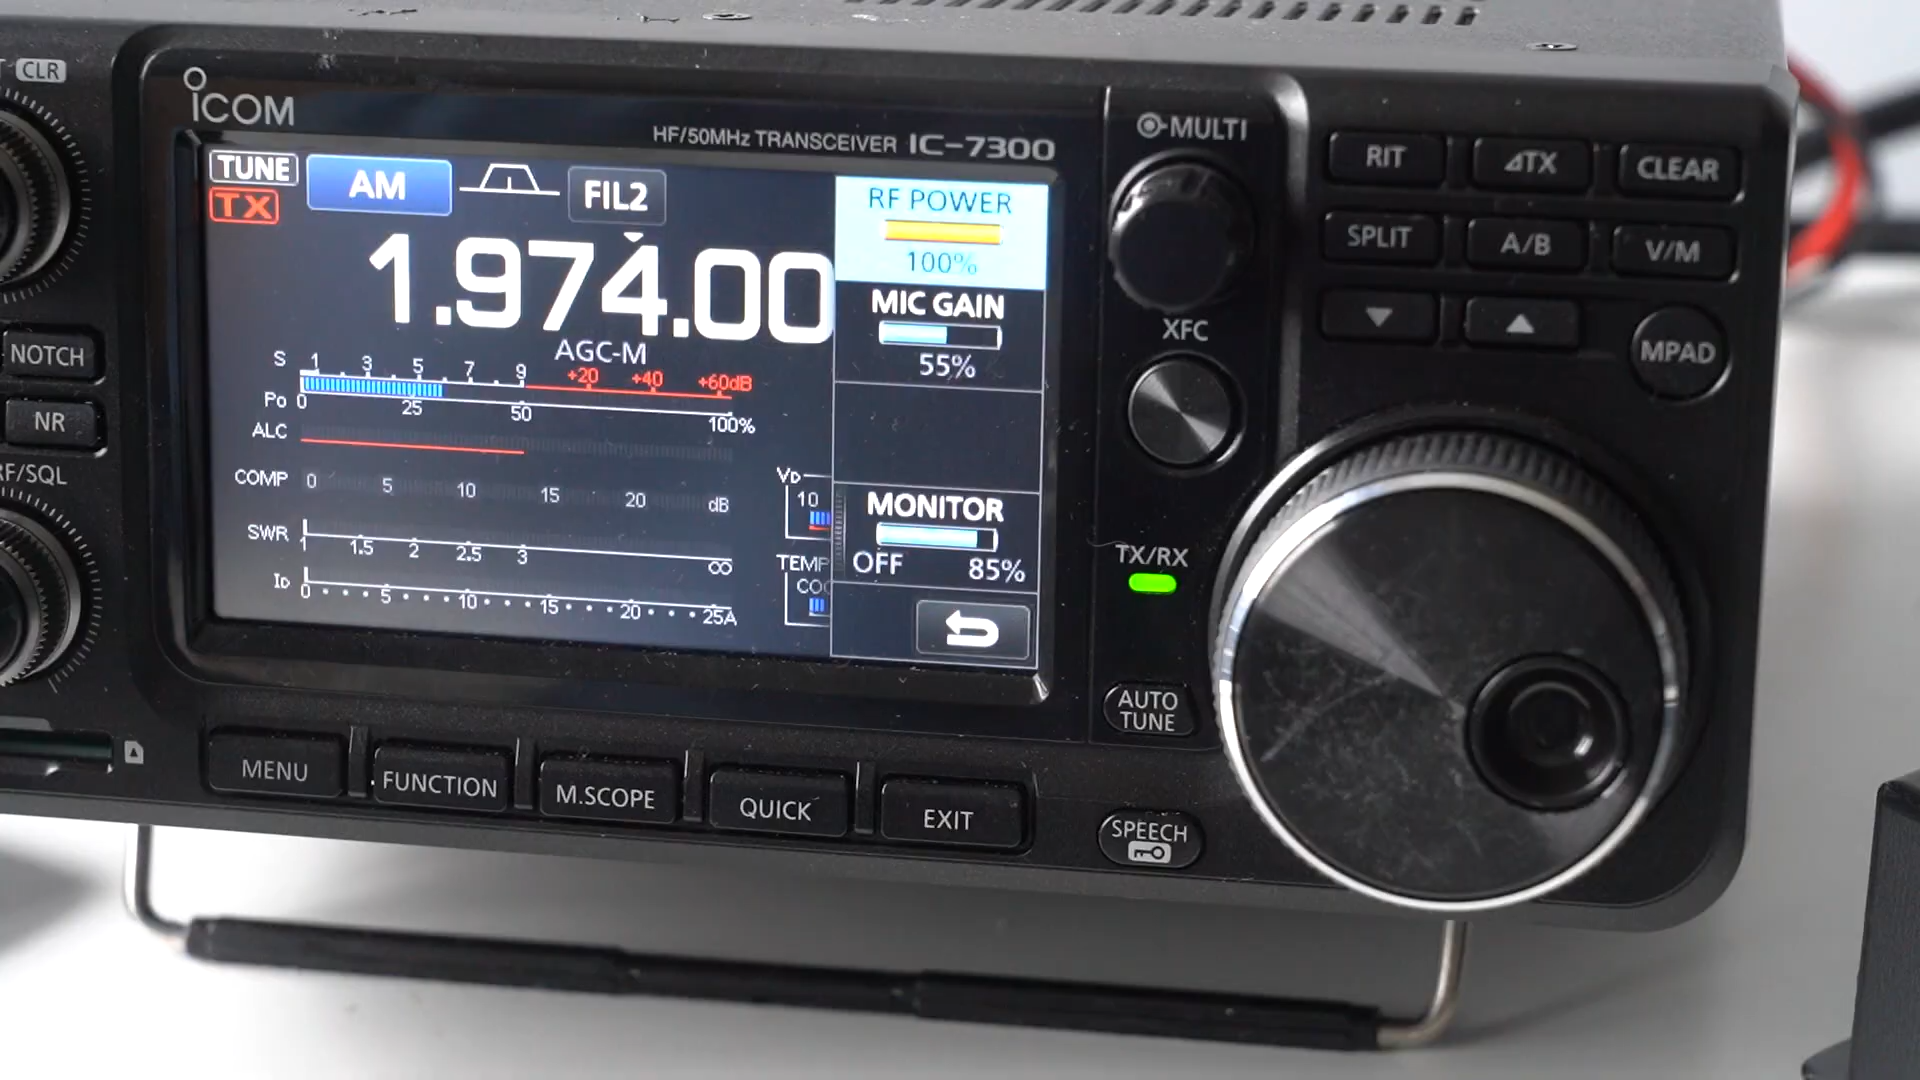 CLR
ICOM
HF/50MHz TRANSCEIVER IC-7300
TUNE
TX
AM
FIL2
1.974.00
AGC-M
S 1 3 5 7 9 +20 +40 +60dB
Po 0 25 50 100%
ALC
COMP 0 5 10 15 20 dB
SWR 1 1.5 2 2.5 3 ∞
ID 0 5 10 15 20 25A
VD
10
TEMP
RF POWER
100%
MIC GAIN
55%
MONITOR
OFF 85%
NOTCH
NR
RF/SQL
MENU
FUNCTION
M.SCOPE
QUICK
EXIT
MULTI
XFC
TX/RX
AUTO
TUNE
SPEECH
RIT
⊿TX
CLEAR
SPLIT
A/B
V/M
▼
▲
MPAD